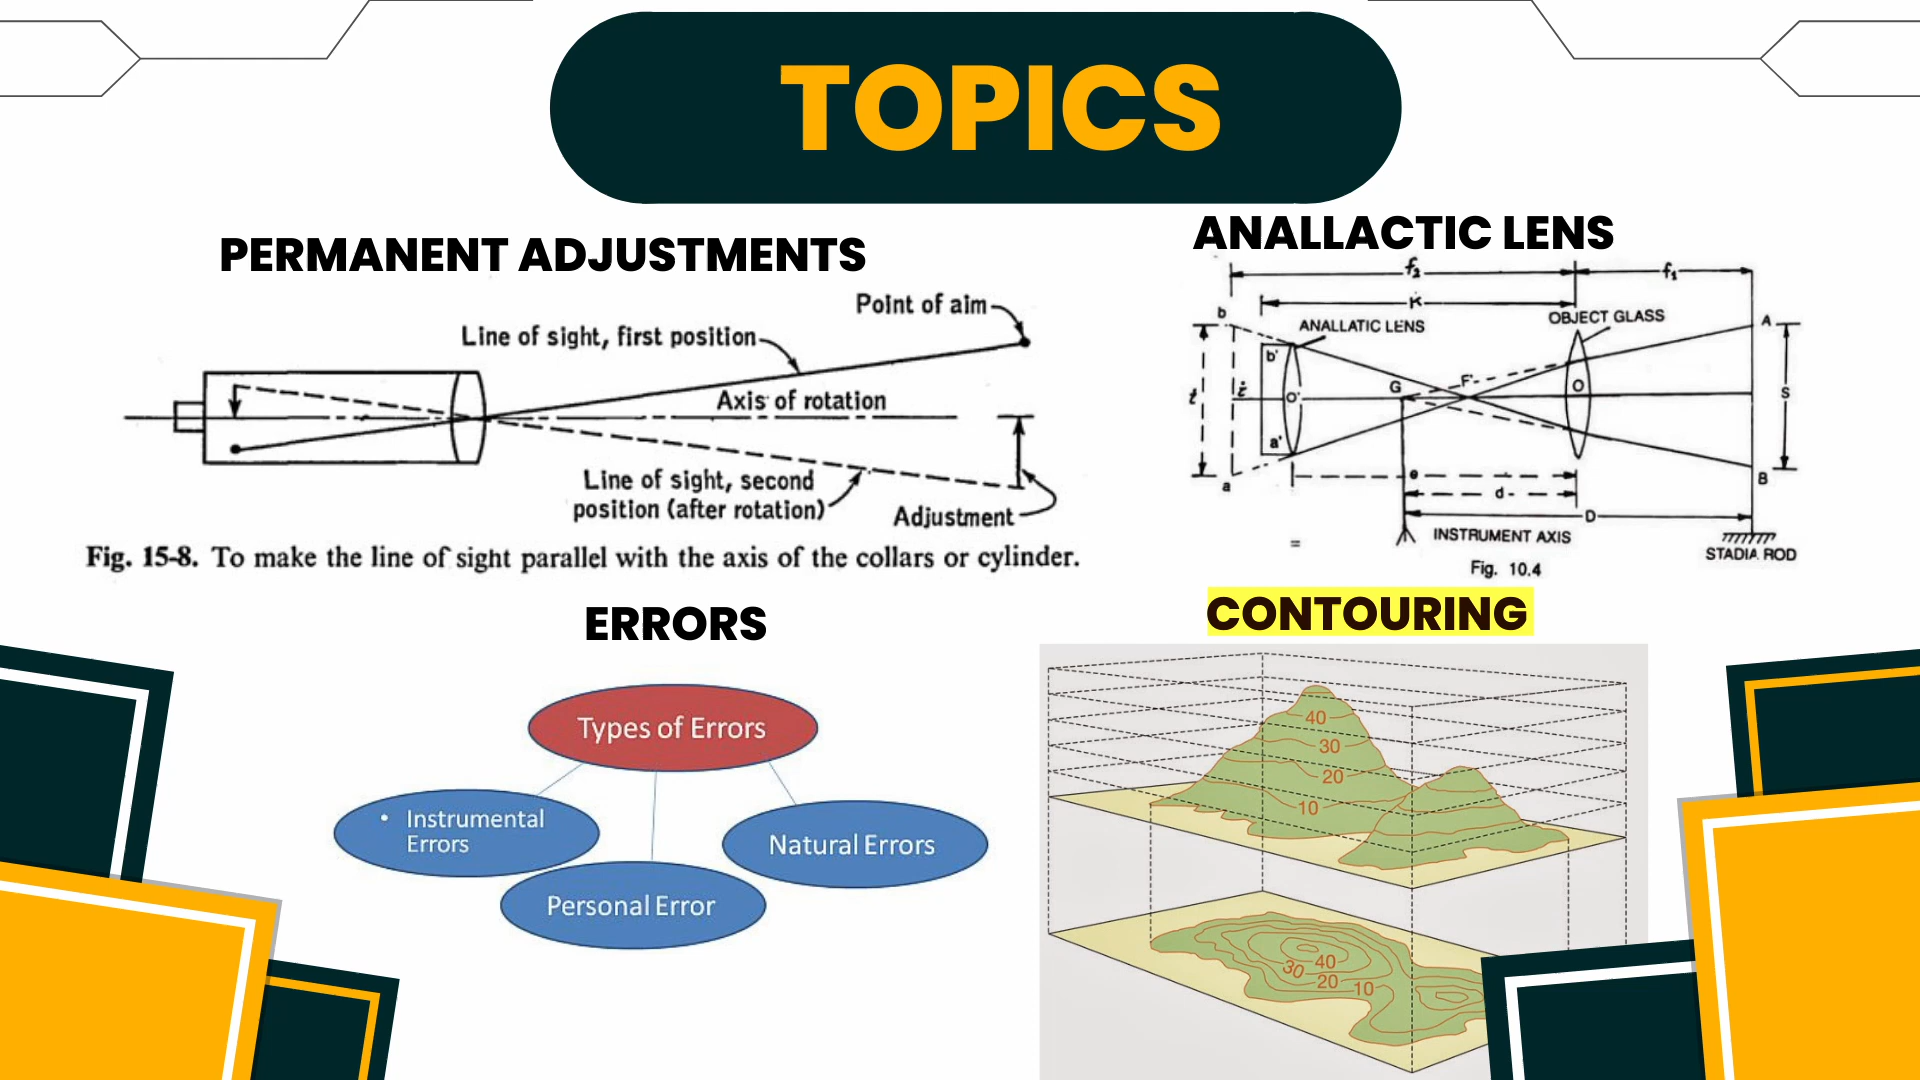 TOPICS
PERMANENT ADJUSTMENTS
Point of aim
Line of sight, first position
Axis of rotation
Line of sight, second
position (after rotation)
Adjustment
Fig. 15-8. To make the line of sight parallel with the axis of the collars or cylinder.
ANALLACTIC LENS
f₂
f₁
K
b
ANALLATIC LENS
OBJECT GLASS
A
b'
G
F'
O
t
i
O'
S
a'
a
e
B
d
D
INSTRUMENT AXIS
=
STADIA ROD
Fig. 10.4
ERRORS
Types of Errors
• Instrumental
Errors
Natural Errors
Personal Error
CONTOURING
40
30
20
10
40
30
20
10